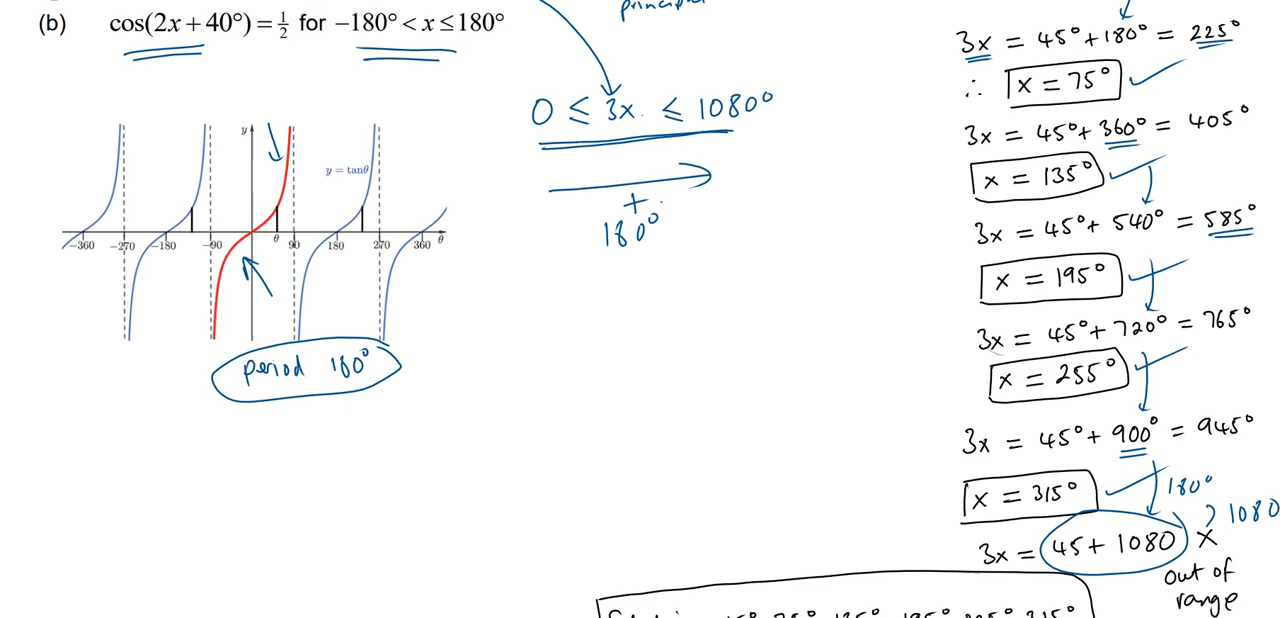 (b) cos(2x + 40°) = 1/2 for −180° < x ≤ 180°
0 ≤ 3x ≤ 1080°
+
180°
y
y = tanθ
−360 −270 −180 −90 θ 90 180 270 360 θ
period 180°
3x = 45° + 180° = 225°
∴ x = 75°
3x = 45° + 360° = 405°
x = 135°
3x = 45° + 540° = 585°
x = 195°
3x = 45° + 720° = 765°
x = 255°
3x = 45° + 900° = 945°
x = 315°
180°
3x = 45 + 1080 × > 1080
out of
range